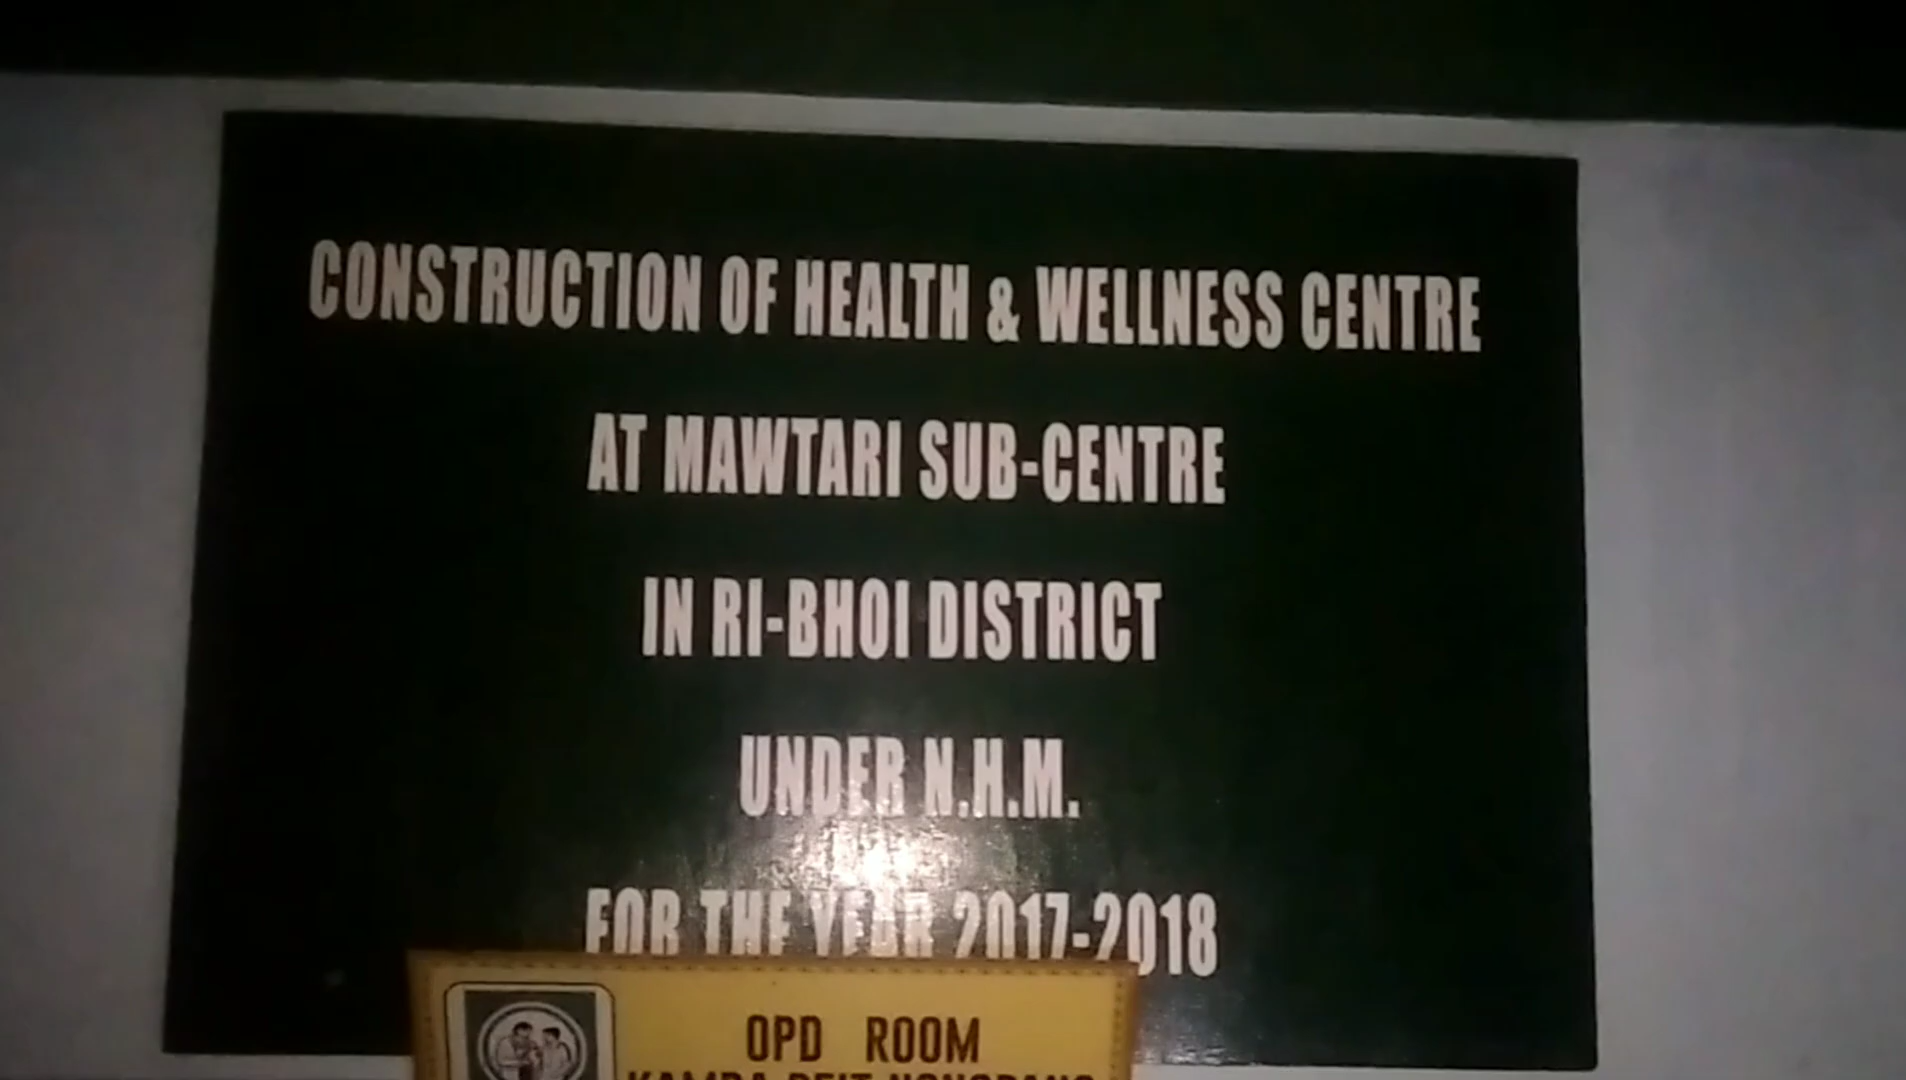 CONSTRUCTION OF HEALTH & WELLNESS CENTRE
AT MAWTARI SUB-CENTRE
IN RI-BHOI DISTRICT
UNDER N.H.M.
FOR THE YEAR 2017-2018
OPD ROOM